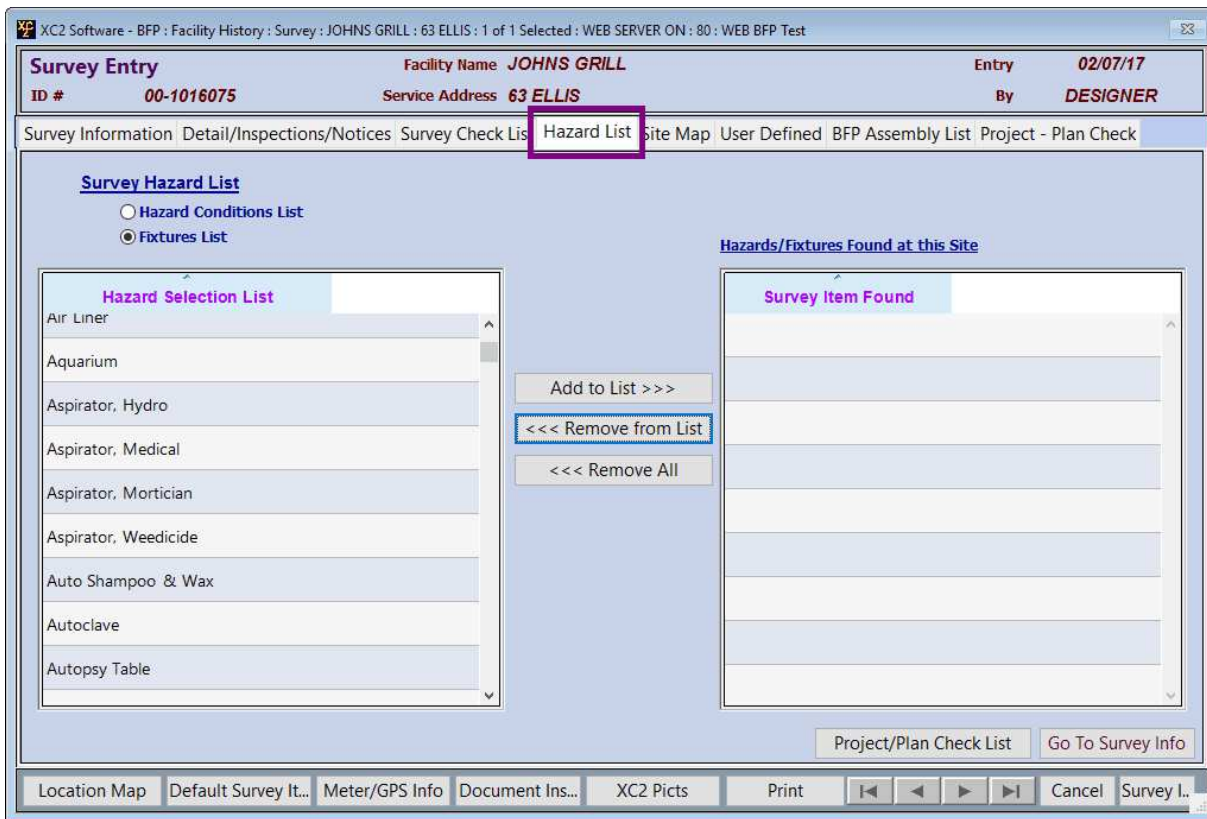 XC2 Software - BFP : Facility History : Survey : JOHNS GRILL : 63 ELLIS : 1 of 1 Selected : WEB SERVER ON : 80 : WEB BFP Test
Survey Entry Facility Name JOHNS GRILL Entry 02/07/17
ID # 00-1016075 Service Address 63 ELLIS By DESIGNER
Survey Information Detail/Inspections/Notices Survey Check Lis Hazard List Site Map User Defined BFP Assembly List Project - Plan Check
Survey Hazard List
Hazard Conditions List
Fixtures List
Hazards/Fixtures Found at this Site
Hazard Selection List
Air Liner
Aquarium
Aspirator, Hydro
Aspirator, Medical
Aspirator, Mortician
Aspirator, Weedicide
Auto Shampoo & Wax
Autoclave
Autopsy Table
Add to List >>>
<<< Remove from List
<<< Remove All
Survey Item Found
Project/Plan Check List Go To Survey Info
Location Map Default Survey It... Meter/GPS Info Document Ins... XC2 Picts Print Cancel Survey I..